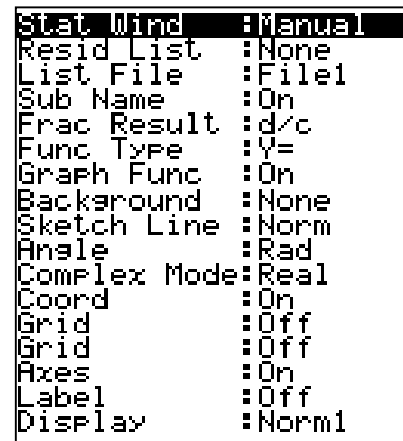 Stat Wind :Manual
Resid List :None
List File :File1
Sub Name :On
Frac Result :d/c
Func Type :Y=
Graph Func :On
Background :None
Sketch Line :Norm
Angle :Rad
Complex Mode:Real
Coord :On
Grid :Off
Grid :Off
Axes :On
Label :Off
Display :Norm1